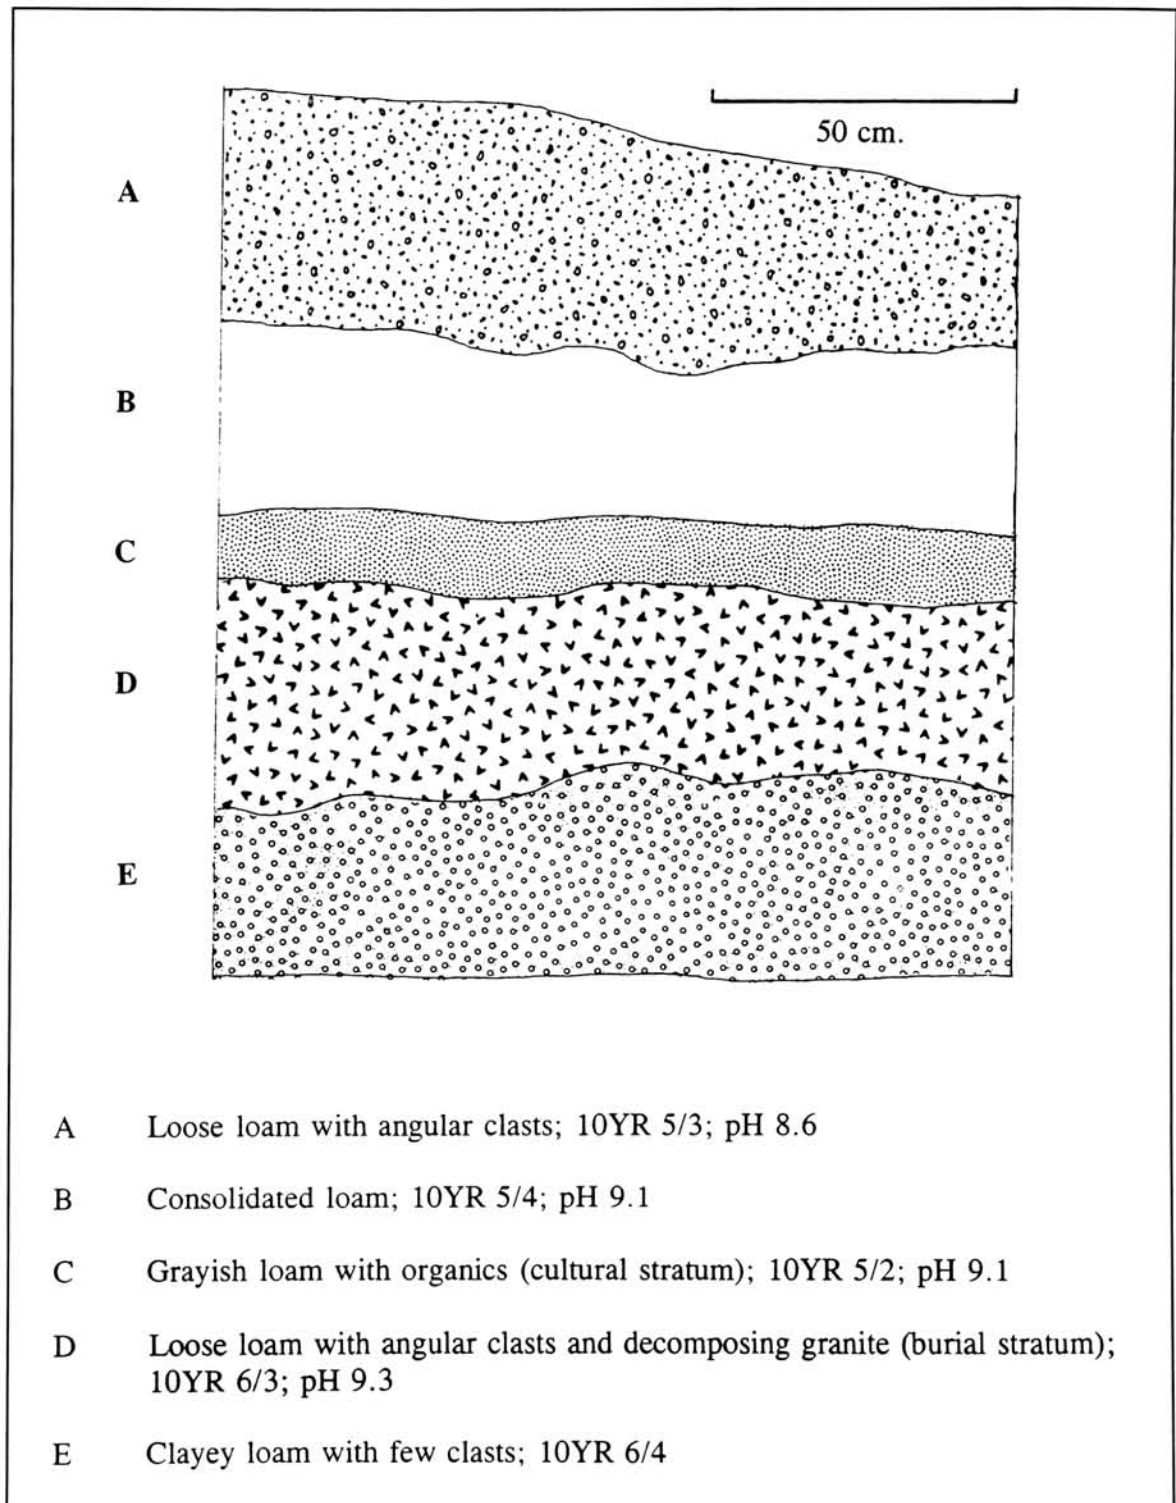 50 cm.
A
B
C
D
E
A Loose loam with angular clasts; 10YR 5/3; pH 8.6
B Consolidated loam; 10YR 5/4; pH 9.1
C Grayish loam with organics (cultural stratum); 10YR 5/2; pH 9.1
D Loose loam with angular clasts and decomposing granite (burial stratum);
10YR 6/3; pH 9.3
E Clayey loam with few clasts; 10YR 6/4